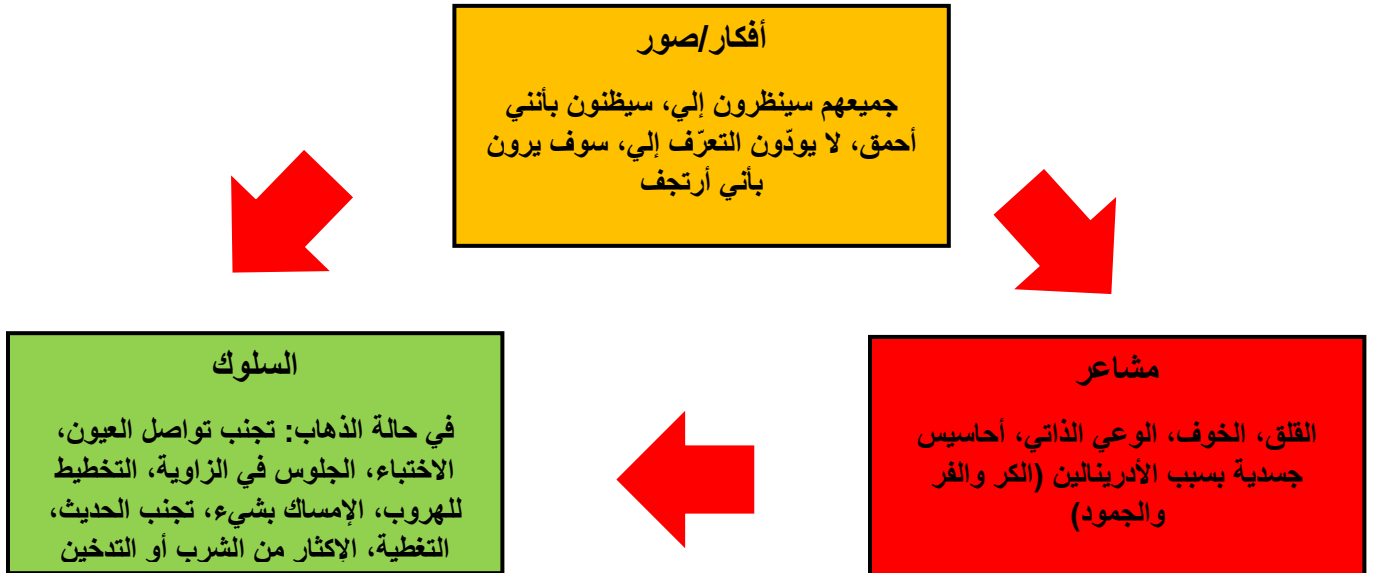 أفكار/صور
جميعهم سينظرون إلي، سيظنون بأنني
أحمق، لا يودّون التعرّف إلي، سوف يرون
بأني أرتجف
مشاعر
القلق، الخوف، الوعي الذاتي، أحاسيس
جسدية بسبب الأدرينالين (الكر والفر
والجمود)
السلوك
في حالة الذهاب: تجنب تواصل العيون،
الاختباء، الجلوس في الزاوية، التخطيط
للهروب، الإمساك بشيء، تجنب الحديث،
التغطية، الإكثار من الشرب أو التدخين